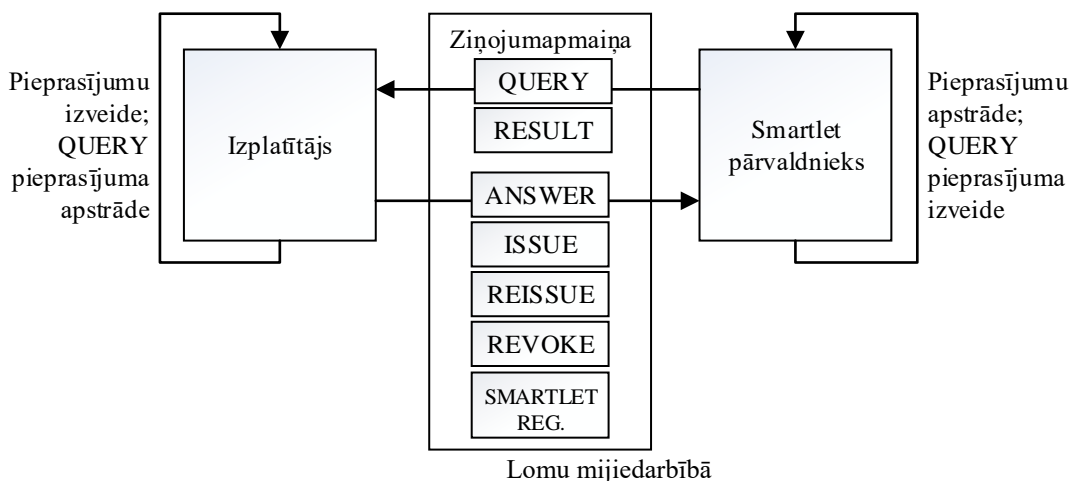 Ziņojumapmaiņa
Pieprasījumu
izveide;
QUERY
pieprasījuma
apstrāde
Izplatītājs
QUERY
RESULT
ANSWER
ISSUE
REISSUE
REVOKE
SMARTLET
REG.
Smartlet
pārvaldnieks
Pieprasījumu
apstrāde;
QUERY
pieprasījuma
izveide
Lomu mijiedarbībā